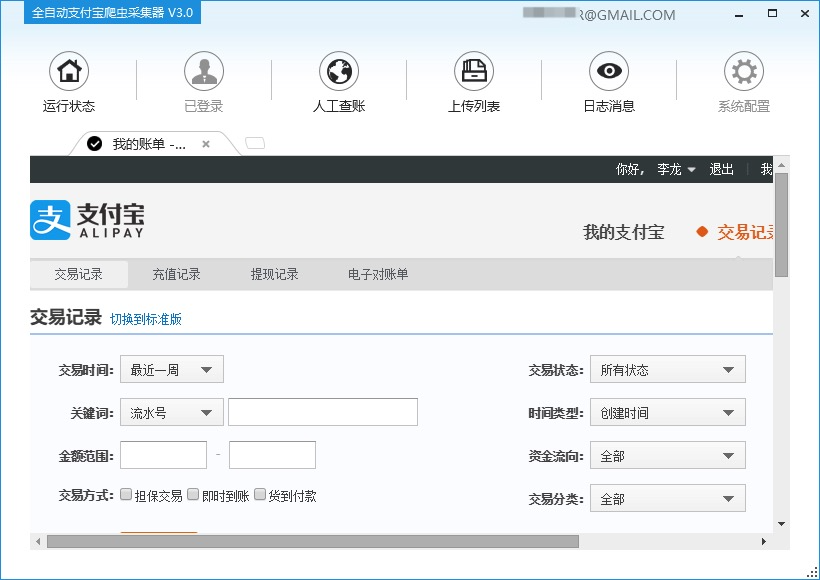 全自动支付宝爬虫采集器 V3.0
R@GMAIL.COM
运行状态 已登录 人工查账 上传列表 日志消息 系统配置
我的账单 -...
你好, 李龙 退出 我
支付宝
ALIPAY
我的支付宝 交易记录
交易记录 充值记录 提现记录 电子对账单
交易记录 切换到标准版
交易时间: 最近一周 交易状态: 所有状态
关键词: 流水号 时间类型: 创建时间
金额范围: - 资金流向: 全部
交易方式: 担保交易 即时到账 货到付款 交易分类: 全部